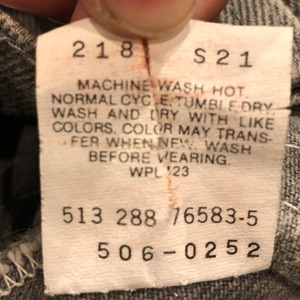 218 S21
MACHINE WASH HOT.
NORMAL CYCLE. TUMBLE DRY.
WASH AND DRY WITH LIKE
COLORS. COLOR MAY TRANS-
FER WHEN NEW. WASH
BEFORE WEARING.
WPL 423
513 288 76583-5
506-0252